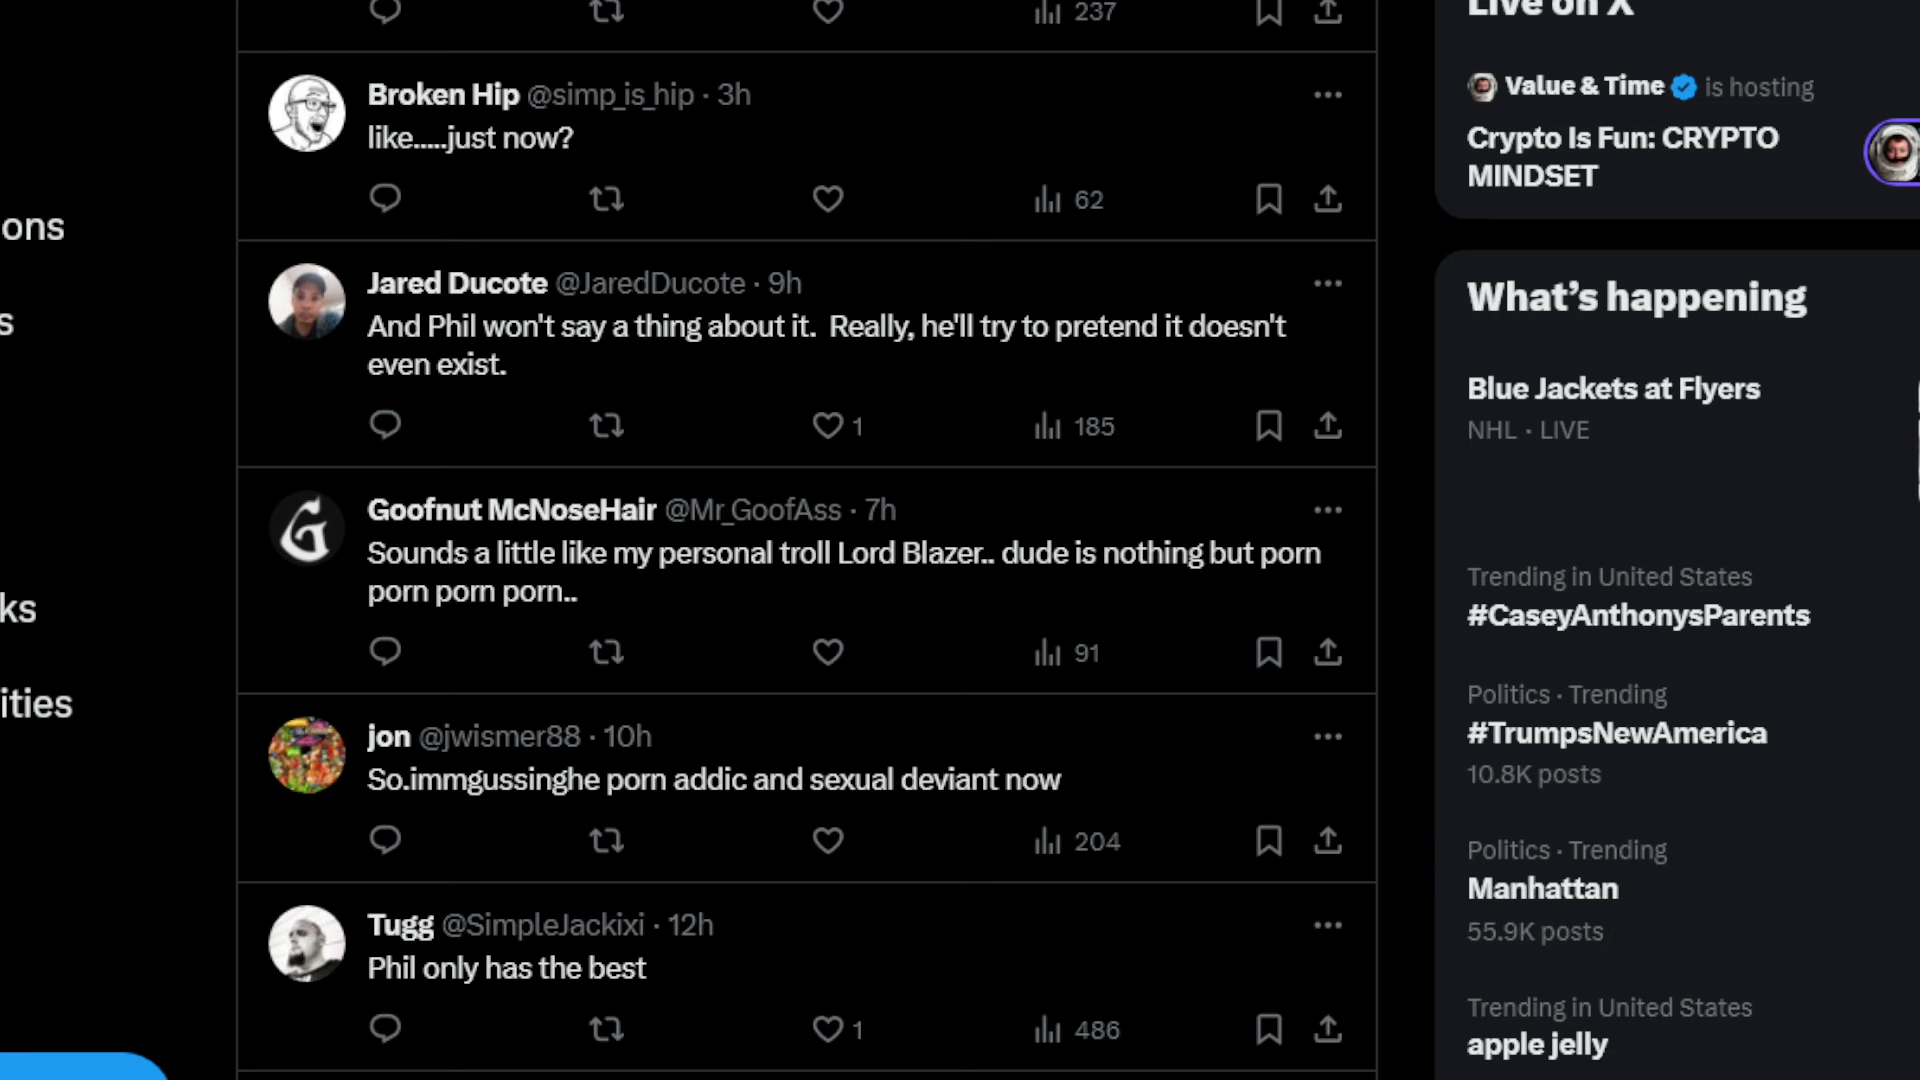 237
Broken Hip @simp_is_hip · 3h
like.....just now?
62
Jared Ducote @JaredDucote · 9h
And Phil won't say a thing about it.  Really, he'll try to pretend it doesn't
even exist.
1
185
Goofnut McNoseHair @Mr_GoofAss · 7h
Sounds a little like my personal troll Lord Blazer.. dude is nothing but porn
porn porn porn..
91
jon @jwismer88 · 10h
So.immgussinghe porn addic and sexual deviant now
204
Tugg @SimpleJackixi · 12h
Phil only has the best
1
486
ons
s
ks
ities
Live on X
Value & Time is hosting
Crypto Is Fun: CRYPTO
MINDSET
What's happening
Blue Jackets at Flyers
NHL · LIVE
Trending in United States
#CaseyAnthonysParents
Politics · Trending
#TrumpsNewAmerica
10.8K posts
Politics · Trending
Manhattan
55.9K posts
Trending in United States
apple jelly